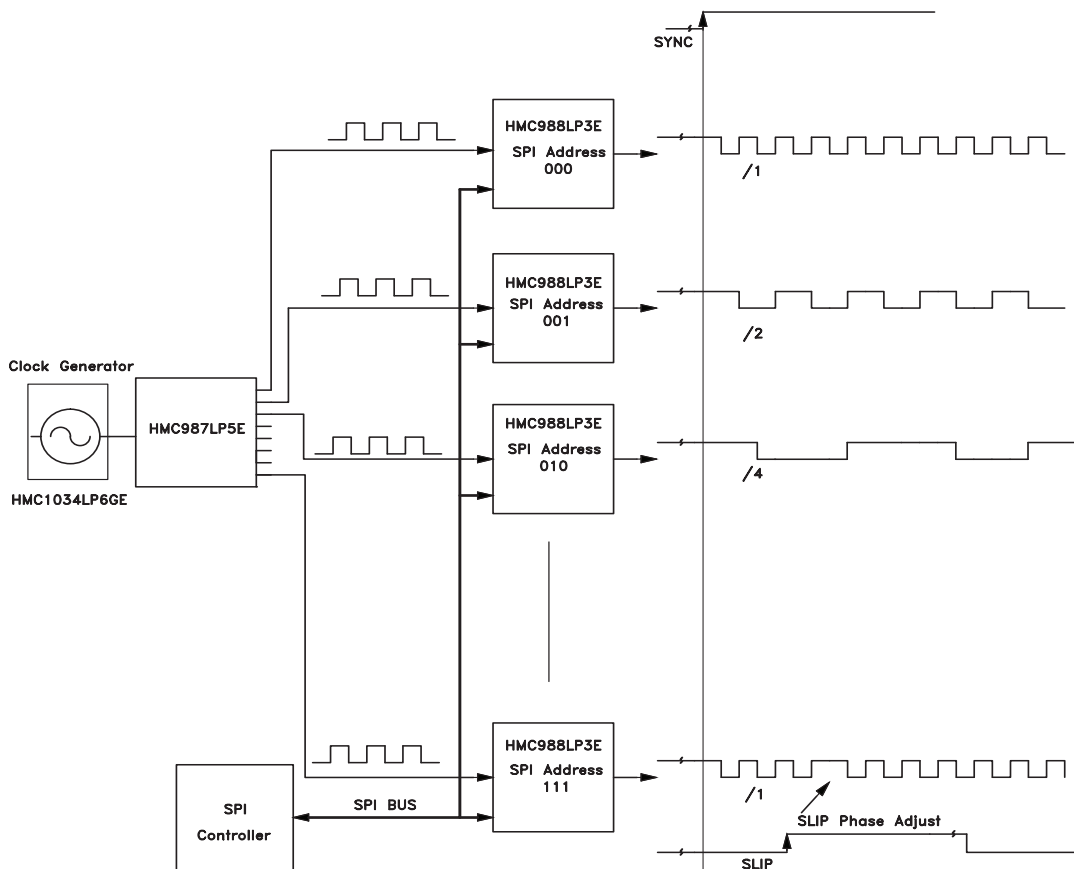 SYNC
HMC988LP3E
SPI Address
000
/1
HMC988LP3E
SPI Address
001
/2
Clock Generator
HMC987LP5E
HMC1034LP6GE
HMC988LP3E
SPI Address
010
/4
HMC988LP3E
SPI Address
111
/1
SPI BUS
SPI
Controller
SLIP Phase Adjust
SLIP